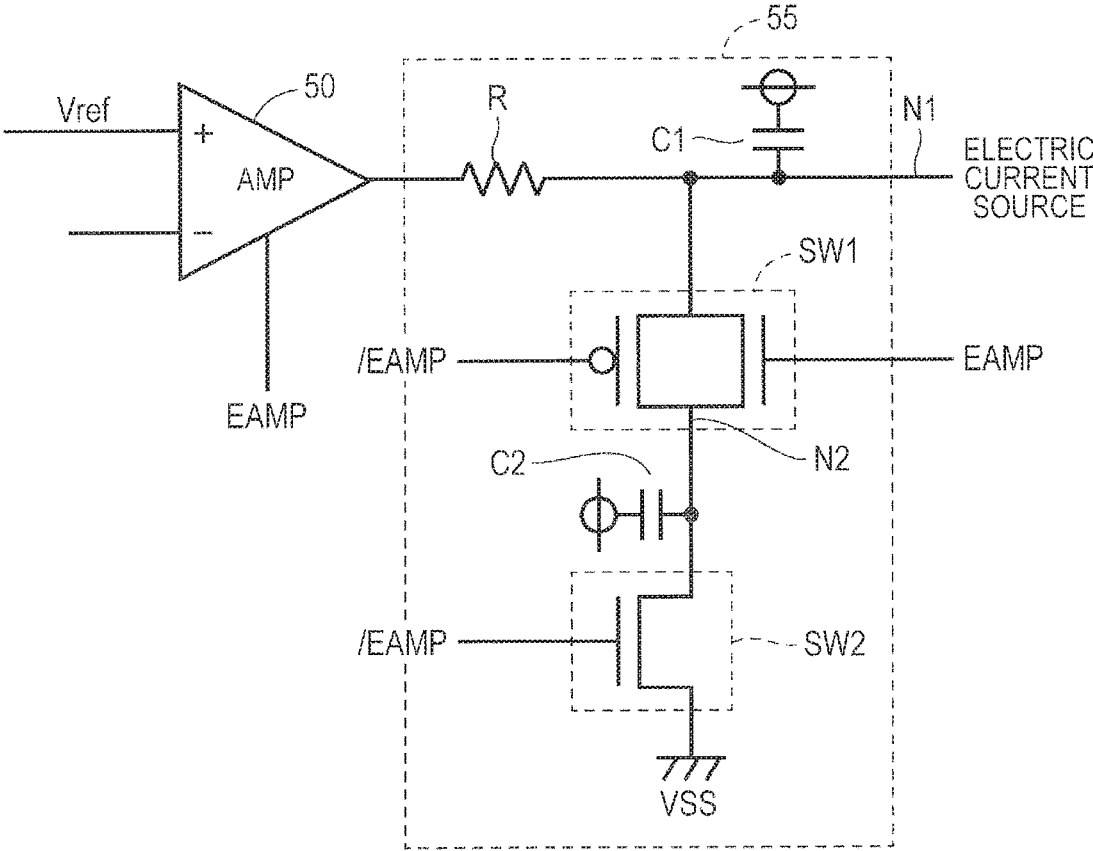 55
50
Vref
+
AMP
-
R
C1
N1
ELECTRIC
CURRENT
SOURCE
SW1
/EAMP
EAMP
EAMP
N2
C2
/EAMP
SW2
VSS